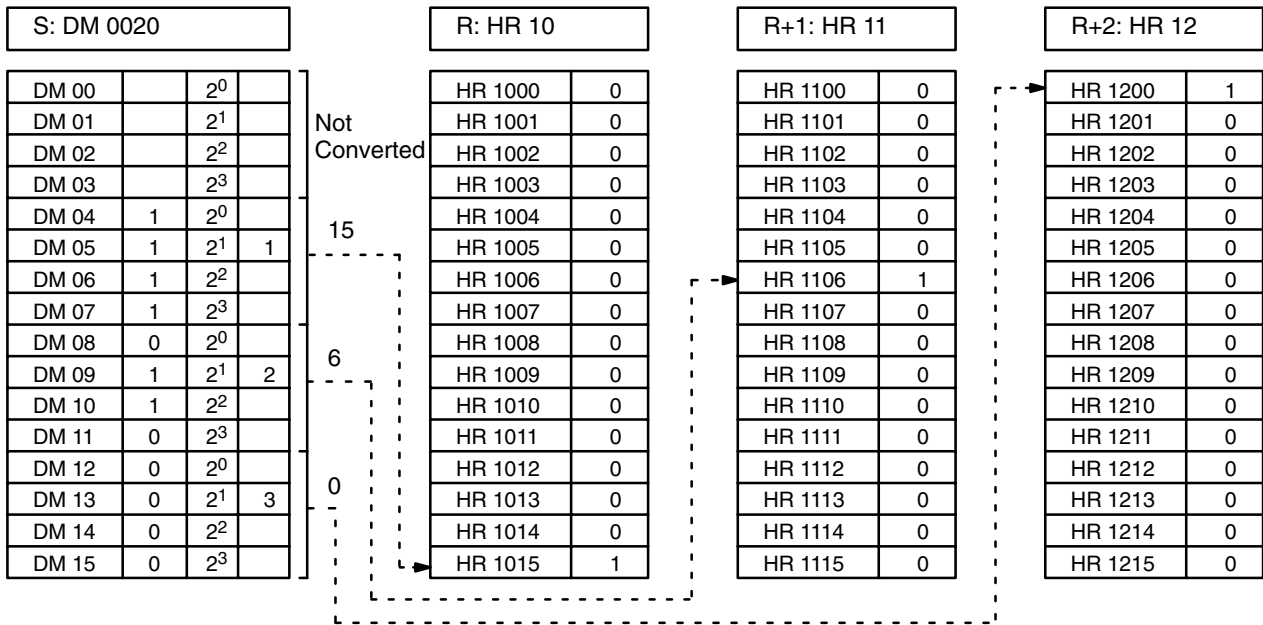 S: DM 0020 R: HR 10 R+1: HR 11 R+2: HR 12
DM 00 2⁰ HR 1000 0 HR 1100 0 HR 1200 1
DM 01 2¹ Not HR 1001 0 HR 1101 0 HR 1201 0
DM 02 2² Converted HR 1002 0 HR 1102 0 HR 1202 0
DM 03 2³ HR 1003 0 HR 1103 0 HR 1203 0
DM 04 1 2⁰ 15 HR 1004 0 HR 1104 0 HR 1204 0
DM 05 1 2¹ 1 HR 1005 0 HR 1105 0 HR 1205 0
DM 06 1 2² HR 1006 0 HR 1106 1 HR 1206 0
DM 07 1 2³ HR 1007 0 HR 1107 0 HR 1207 0
DM 08 0 2⁰ 6 HR 1008 0 HR 1108 0 HR 1208 0
DM 09 1 2¹ 2 HR 1009 0 HR 1109 0 HR 1209 0
DM 10 1 2² HR 1010 0 HR 1110 0 HR 1210 0
DM 11 0 2³ HR 1011 0 HR 1111 0 HR 1211 0
DM 12 0 2⁰ 0 HR 1012 0 HR 1112 0 HR 1212 0
DM 13 0 2¹ 3 HR 1013 0 HR 1113 0 HR 1213 0
DM 14 0 2² HR 1014 0 HR 1114 0 HR 1214 0
DM 15 0 2³ HR 1015 1 HR 1115 0 HR 1215 0